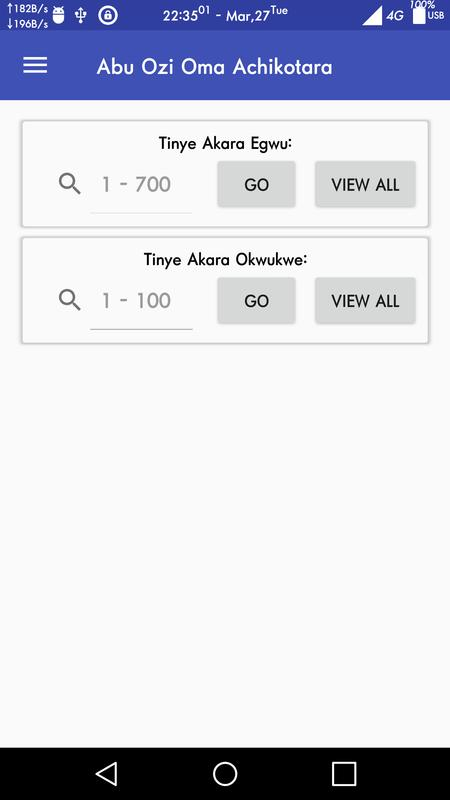 ↑182B/s
↓196B/s
22:35 01 - Mar,27 Tue
4G
100%
USB
Abu Ozi Oma Achikotara
Tinye Akara Egwu:
1 - 700 GO VIEW ALL
Tinye Akara Okwukwe:
1 - 100 GO VIEW ALL